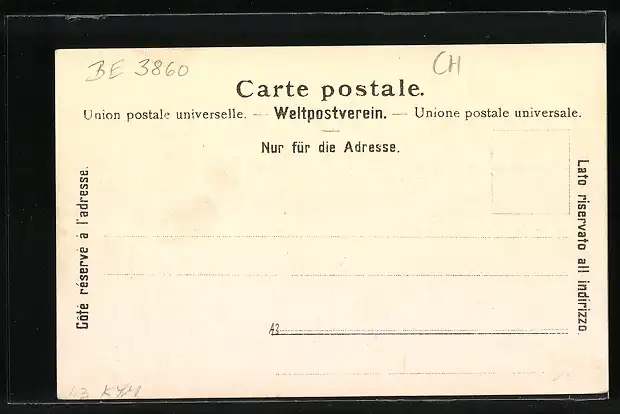 BE 3860
CH
Carte postale.
Union postale universelle. — Weltpostverein. — Unione postale universale.
Nur für die Adresse.
Côté réservé à l'adresse.
Lato riservato all indirizzo.